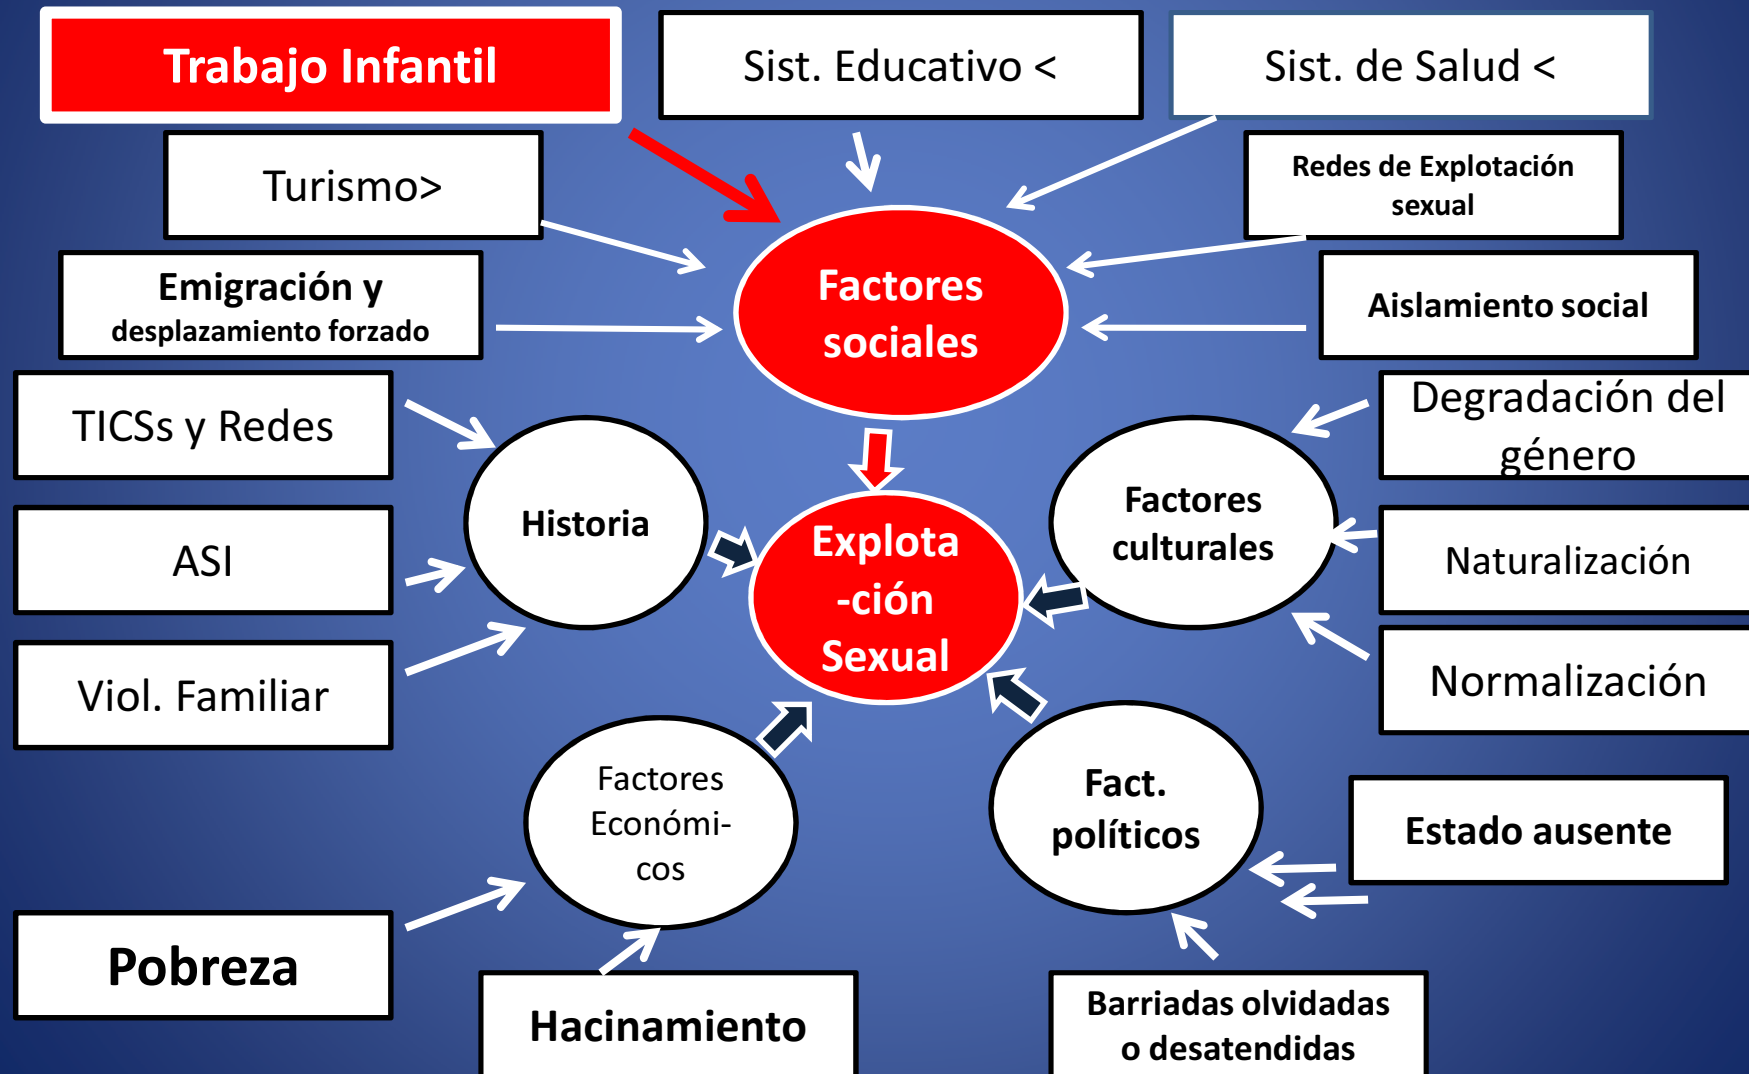 Trabajo Infantil
Sist. Educativo <
Sist. de Salud <
Turismo>
Redes de Explotación
sexual
Emigración y
desplazamiento forzado
Factores
sociales
Aislamiento social
TICSs y Redes
Degradación del
género
Historia
Factores
culturales
ASI
Explota
-ción
Sexual
Naturalización
Viol. Familiar
Normalización
Factores
Económi-
cos
Fact.
políticos
Estado ausente
Pobreza
Hacinamiento
Barriadas olvidadas
o desatendidas